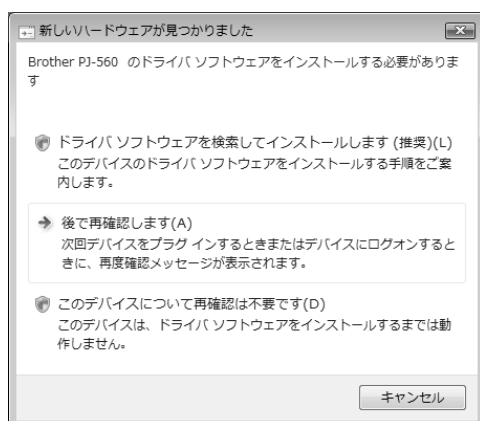 新しいハードウェアが見つかりました
Brother PJ-560 のドライバ ソフトウェアをインストールする必要がありま
す
ドライバ ソフトウェアを検索してインストールします (推奨)(L)
このデバイスのドライバ ソフトウェアをインストールする手順をご案
内します。
後で再確認します(A)
次回デバイスをプラグ インするときまたはデバイスにログオンすると
きに、再度確認メッセージが表示されます。
このデバイスについて再確認は不要です(D)
このデバイスは、ドライバ ソフトウェアをインストールするまでは動
作しません。
キャンセル